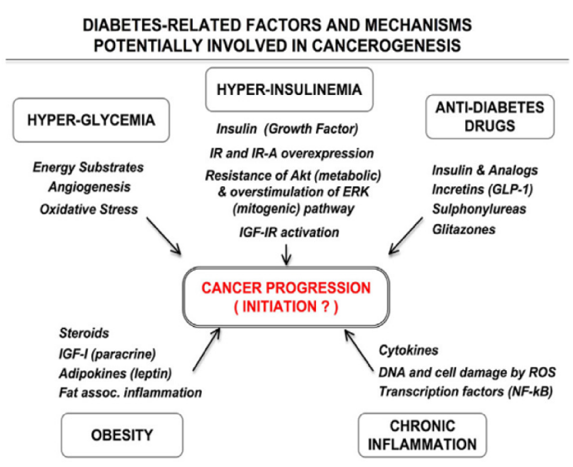 DIABETES-RELATED FACTORS AND MECHANISMS
POTENTIALLY INVOLVED IN CANCEROGENESIS
HYPER-GLYCEMIA
Energy Substrates
Angiogenesis
Oxidative Stress
HYPER-INSULINEMIA
Insulin (Growth Factor)
IR and IR-A overexpression
Resistance of Akt (metabolic)
& overstimulation of ERK
(mitogenic) pathway
IGF-IR activation
ANTI-DIABETES
DRUGS
Insulin & Analogs
Incretins (GLP-1)
Sulphonylureas
Glitazones
CANCER PROGRESSION
( INITIATION ? )
Steroids
IGF-I (paracrine)
Adipokines (leptin)
Fat assoc. inflammation
OBESITY
Cytokines
DNA and cell damage by ROS
Transcription factors (NF-kB)
CHRONIC
INFLAMMATION